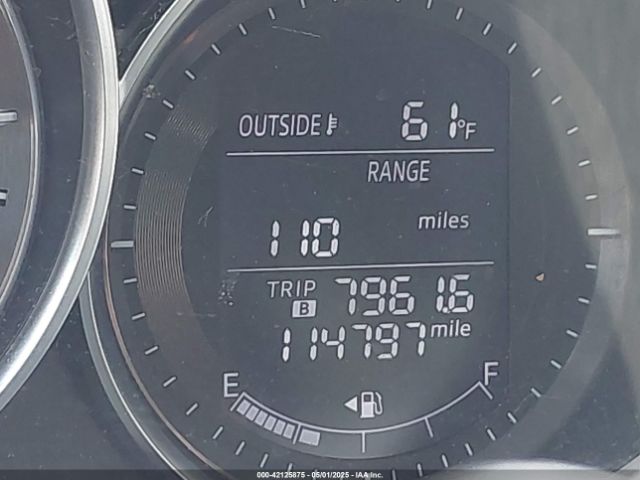 OUTSIDE 61°F
RANGE
110 miles
TRIP B 7961.6
114797 mile
E F
000-42125875 - 05/01/2025 - IAA Inc.